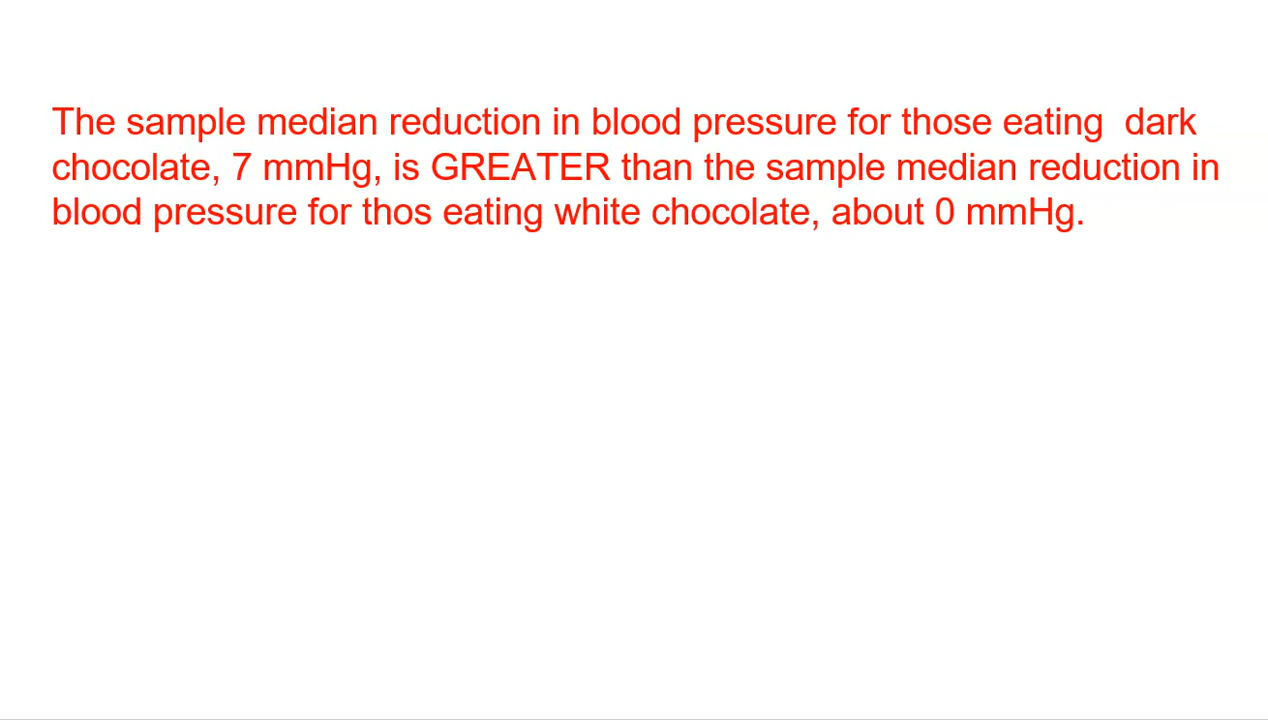 The sample median reduction in blood pressure for those eating  dark
chocolate, 7 mmHg, is GREATER than the sample median reduction in
blood pressure for thos eating white chocolate, about 0 mmHg.